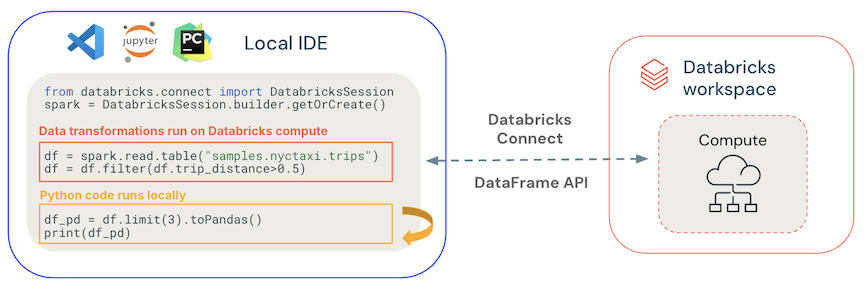 jupyter
PC
Local IDE
from databricks.connect import DatabricksSession
spark = DatabricksSession.builder.getOrCreate()
Data transformations run on Databricks compute
df = spark.read.table("samples.nyctaxi.trips")
df = df.filter(df.trip_distance>0.5)
Python code runs locally
df_pd = df.limit(3).toPandas()
print(df_pd)
Databricks
Connect
DataFrame API
Databricks
workspace
Compute